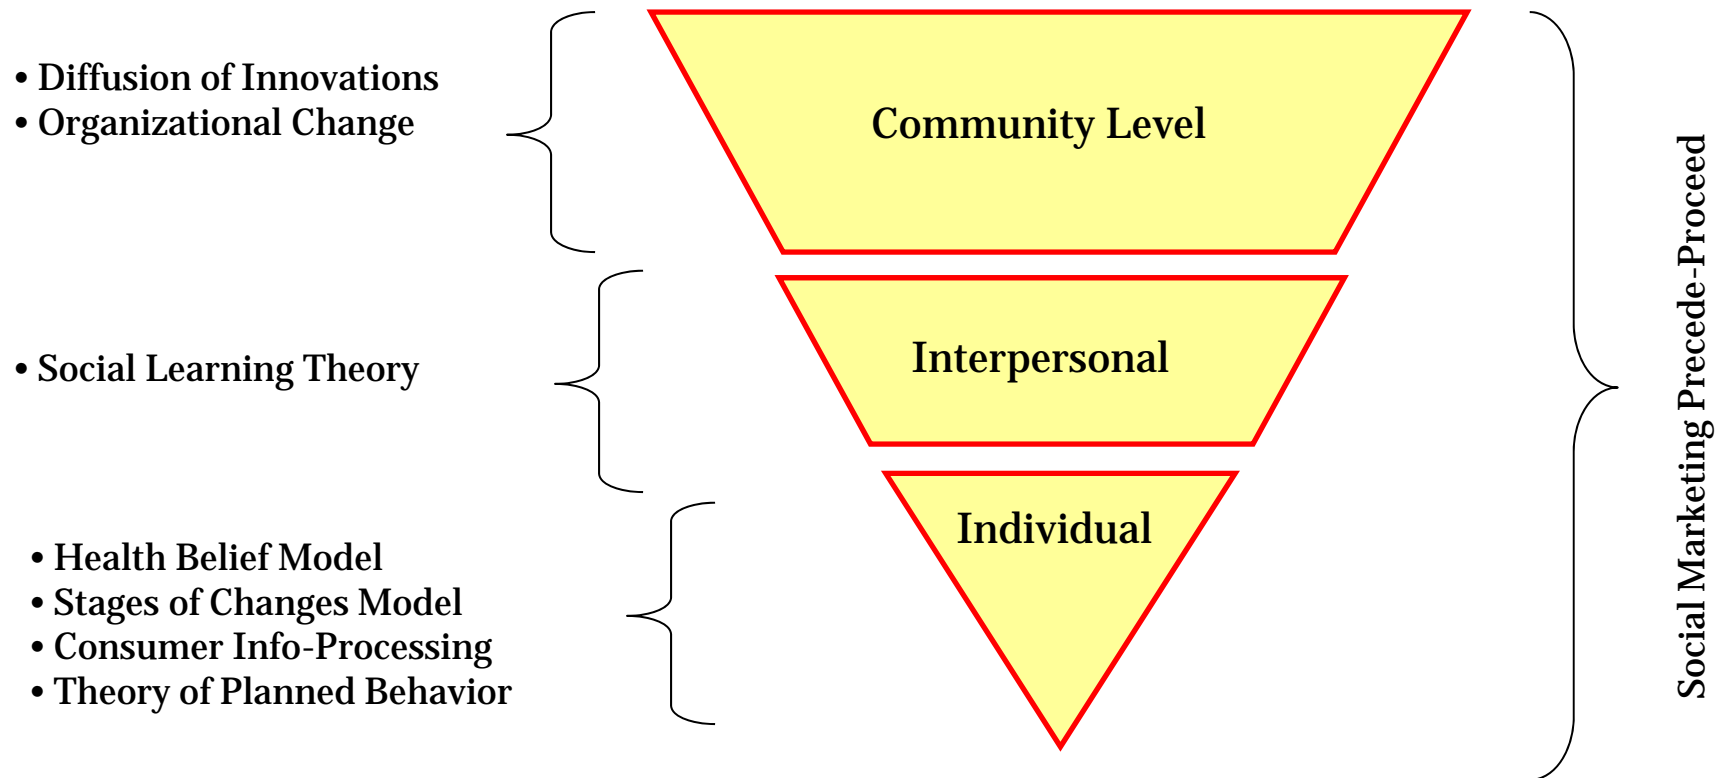 • Diffusion of Innovations
• Organizational Change
Community Level
• Social Learning Theory
Interpersonal
• Health Belief Model
• Stages of Changes Model
• Consumer Info-Processing
• Theory of Planned Behavior
Individual
Social Marketing Precede-Proceed